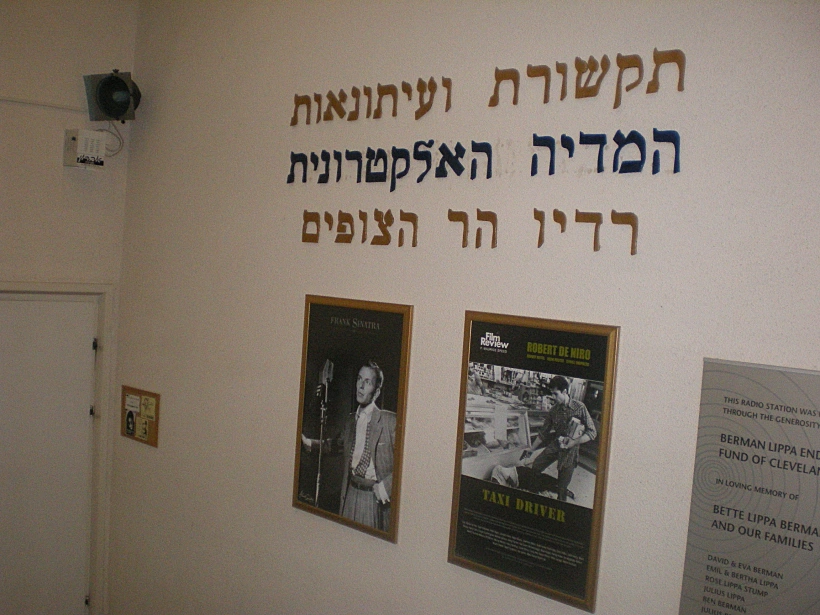 תקשורת ועיתונאות
המדיה האלקטרונית
רדיו הר הצופים
FRANK SINATRA
Film
Review
ROBERT DE NIRO
TAXI DRIVER
THIS RADIO STATION WAS
THROUGH THE GENEROSITY
BERMAN LIPPA END
FUND OF CLEVELAN
IN LOVING MEMORY OF
BETTE LIPPA BERMA
AND OUR FAMILIES
DAVID & EVA BERMAN
EMIL & BERTHA LIPPA
ROSE LIPPA STUMP
JULIUS LIPPA
BEN BERMAN